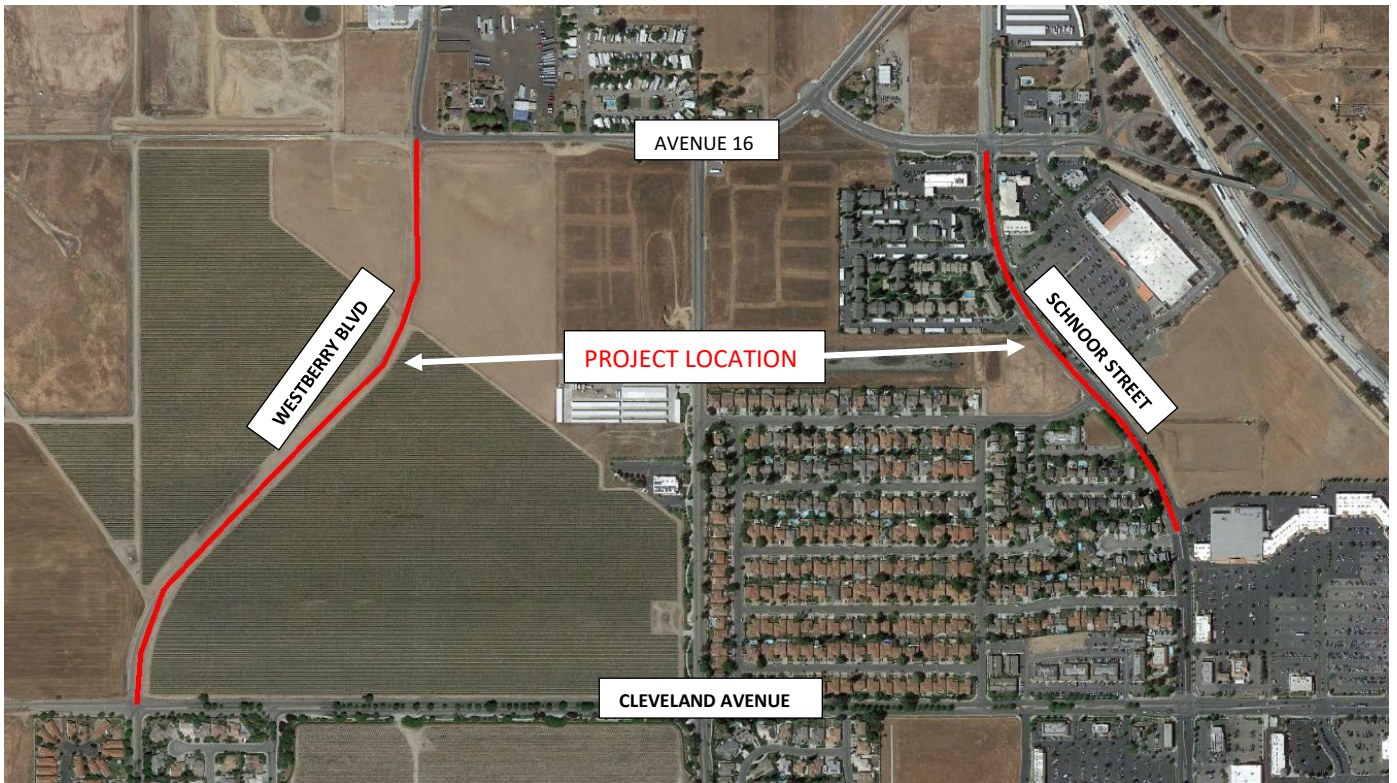 AVENUE 16
WESTBERRY BLVD
PROJECT LOCATION
SCHNOOR STREET
CLEVELAND AVENUE